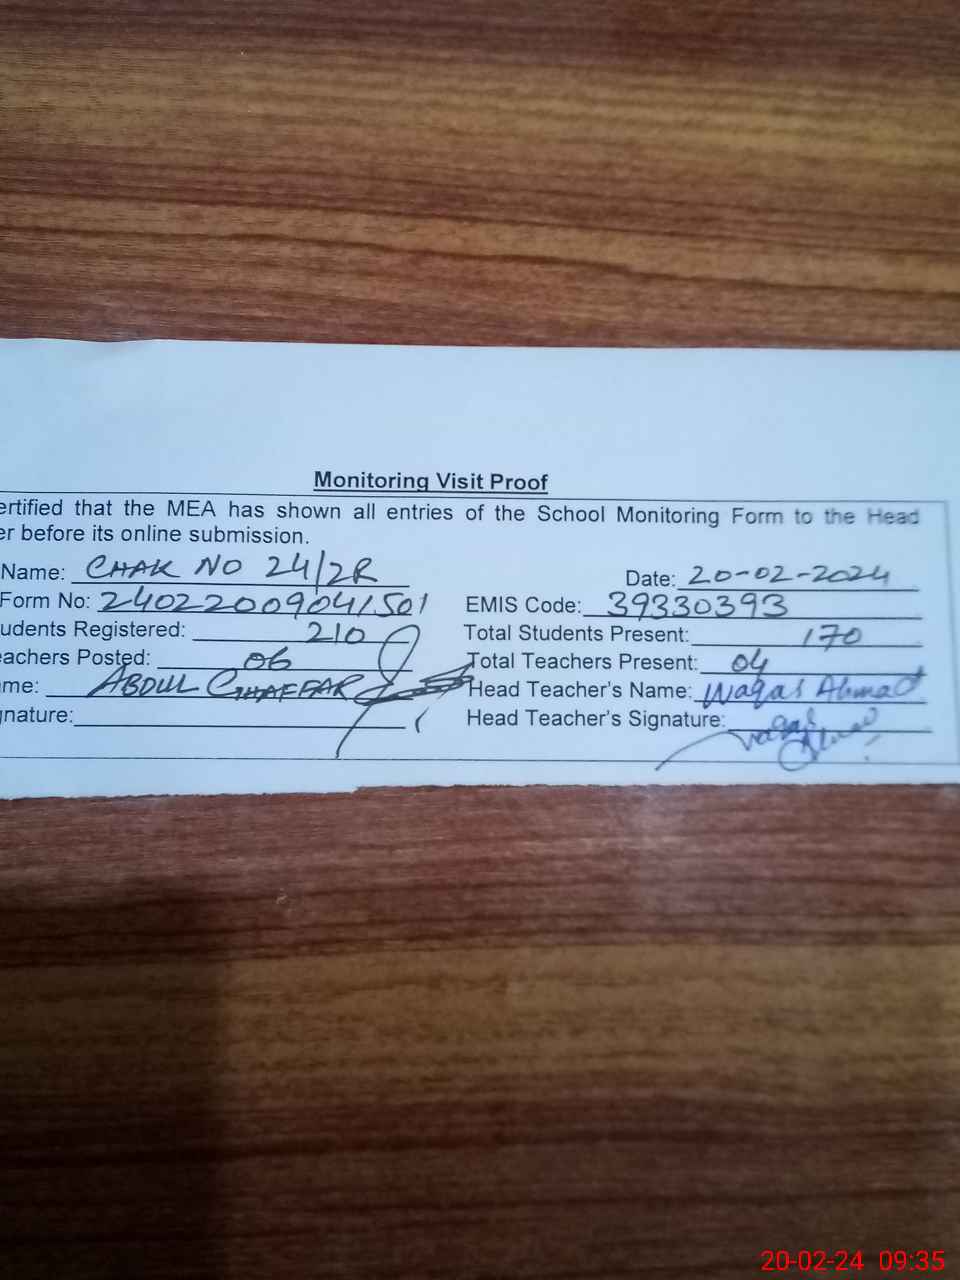 Monitoring Visit Proof
ertified that the MEA has shown all entries of the School Monitoring Form to the Head
er before its online submission.
Name: CHAK NO 24/2R Date: 20-02-2024
Form No: 24022009041501 EMIS Code: 39330393
udents Registered: 210 Total Students Present: 170
eachers Posted: 06 Total Teachers Present: 04
me: ABDUL GHAFFAR Head Teacher's Name: Waqas Ahmad
gnature: Head Teacher's Signature: Waqas Ahmad
20-02-24 09:35